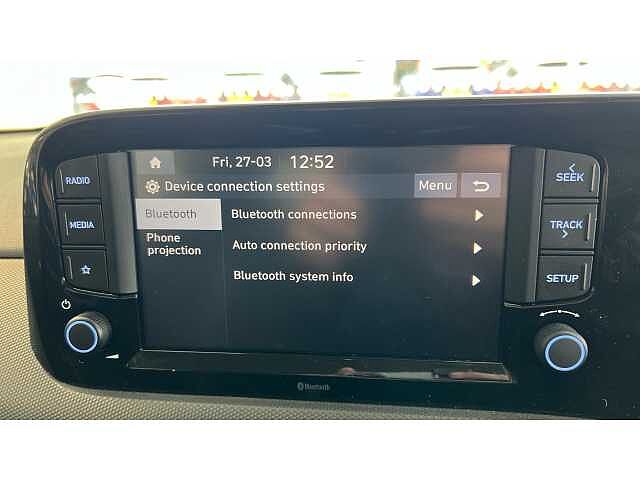 Fri, 27-03 12:52
Device connection settings Menu
Bluetooth
Phone
projection
Bluetooth connections
Auto connection priority
Bluetooth system info
RADIO
MEDIA
SEEK
TRACK
SETUP
Bluetooth